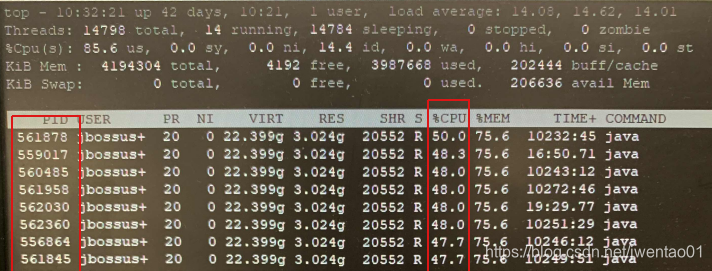 top - 10:32:21 up 42 days, 10:21, 1 user, load average: 14.08, 14.62, 14.01
Threads: 14798 total, 14 running, 14784 sleeping, 0 stopped, 0 zombie
%Cpu(s): 85.6 us, 0.0 sy, 0.0 ni, 14.4 id, 0.0 wa, 0.0 hi, 0.0 si, 0.0 st
KiB Mem : 4194304 total, 4192 free, 3987668 used, 202444 buff/cache
KiB Swap: 0 total, 0 free, 0 used. 206636 avail Mem
PID USER PR NI VIRT RES SHR S %CPU %MEM TIME+ COMMAND
561878 jbossus+ 20 0 22.399g 3.024g 20552 R 50.0 75.6 10232:45 java
559017 jbossus+ 20 0 22.399g 3.024g 20552 R 48.3 75.6 16:50.71 java
560485 jbossus+ 20 0 22.399g 3.024g 20552 R 48.0 75.6 10243:12 java
561958 jbossus+ 20 0 22.399g 3.024g 20552 R 48.0 75.6 10272:46 java
562030 jbossus+ 20 0 22.399g 3.024g 20552 R 48.0 75.6 19:29.77 java
562360 jbossus+ 20 0 22.399g 3.024g 20552 R 48.0 75.6 10251:29 java
556864 jbossus+ 20 0 22.399g 3.024g 20552 R 47.7 75.6 10246:12 java
561845 jbossus+ 20 0 22.399g 3.024g 20552 R 47.7 75.6 10249:51 java
https://blog.csdn.net/jwentao01